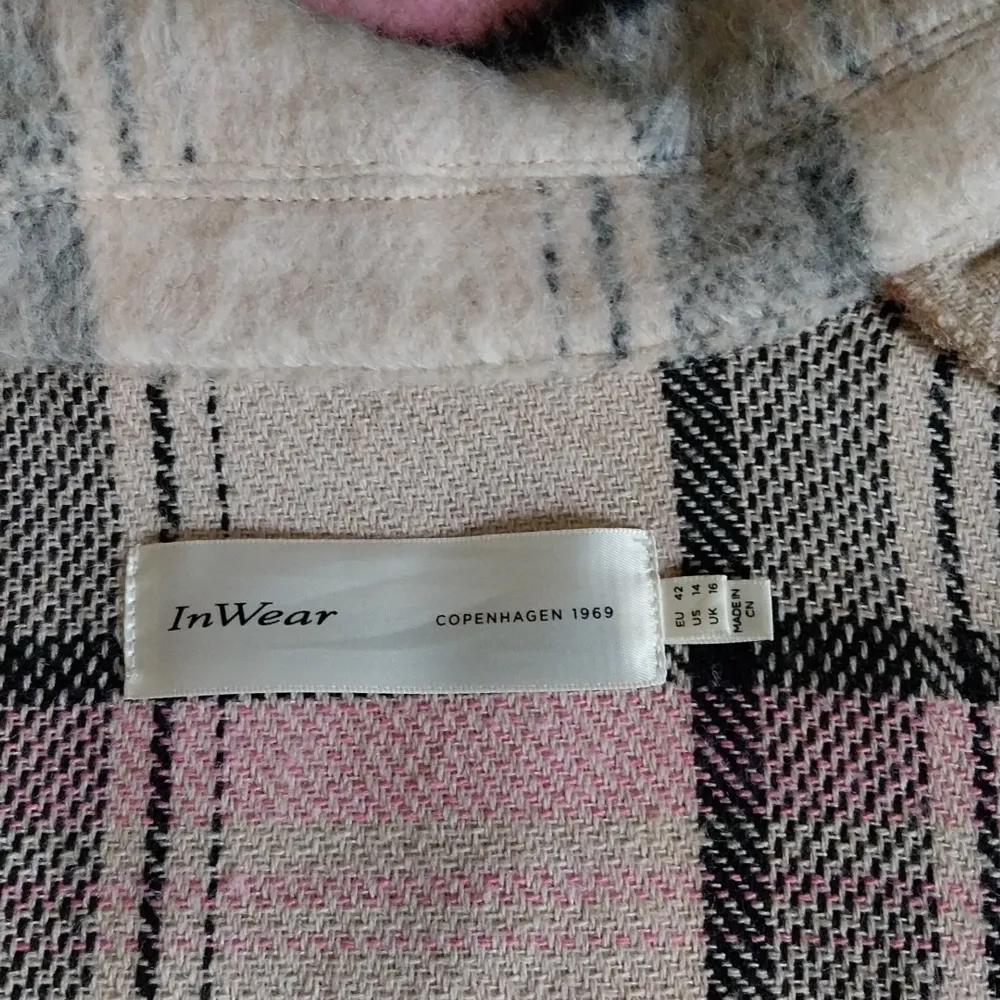 InWear
COPENHAGEN 1969
EU 42
US 14
UK 16
MADE IN
CN